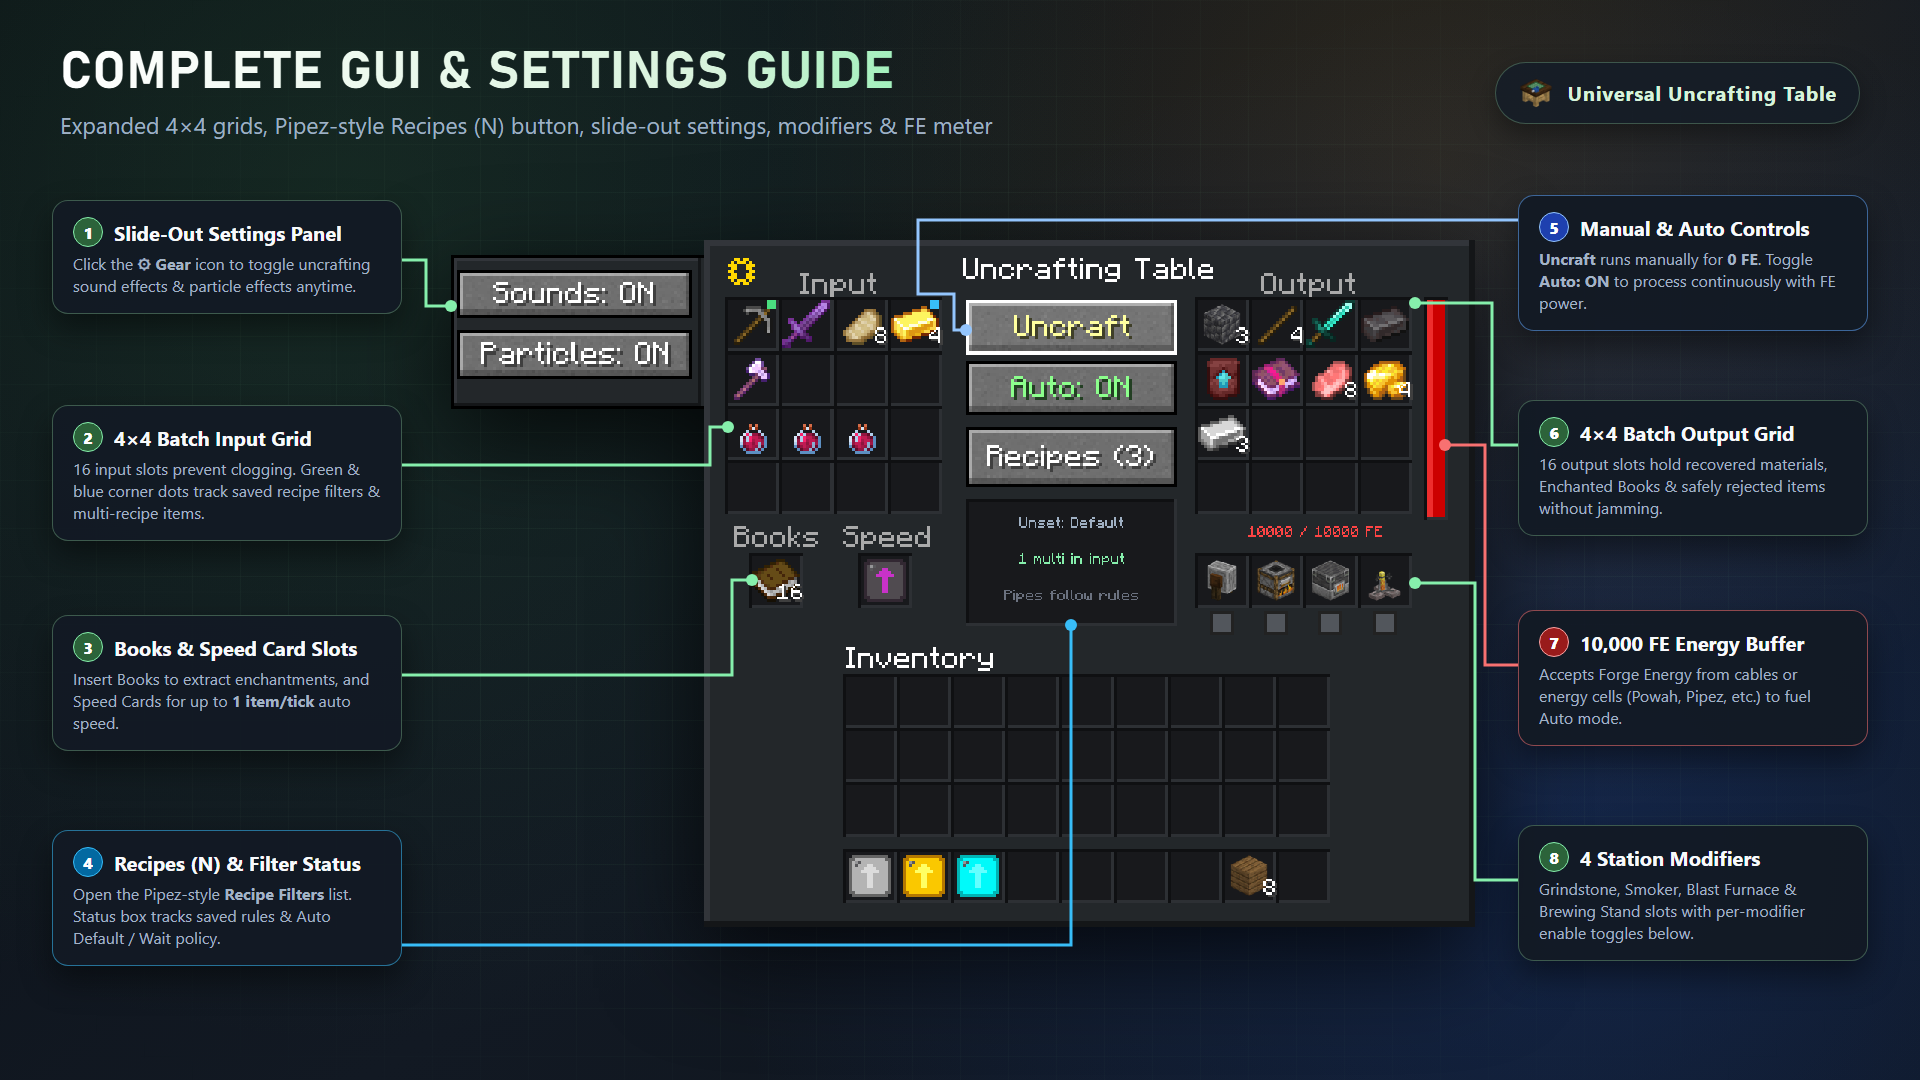 COMPLETE GUI & SETTINGS GUIDE
Expanded 4×4 grids, Pipez-style Recipes (N) button, slide-out settings, modifiers & FE meter
Universal Uncrafting Table
1 Slide-Out Settings Panel
Click the ⚙ Gear icon to toggle uncrafting
sound effects & particle effects anytime.
2 4×4 Batch Input Grid
16 input slots prevent clogging. Green &
blue corner dots track saved recipe filters &
multi-recipe items.
3 Books & Speed Card Slots
Insert Books to extract enchantments, and
Speed Cards for up to 1 item/tick auto
speed.
4 Recipes (N) & Filter Status
Open the Pipez-style Recipe Filters list.
Status box tracks saved rules & Auto
Default / Wait policy.
Sounds: ON
Particles: ON
Uncrafting Table
Input
Output
8
4
Uncraft
Auto: ON
Recipes (3)
3
4
8
4
3
Unset: Default
1 multi in input
Pipes follow rules
10000 / 10000 FE
Books
Speed
16
Inventory
8
5 Manual & Auto Controls
Uncraft runs manually for 0 FE. Toggle
Auto: ON to process continuously with FE
power.
6 4×4 Batch Output Grid
16 output slots hold recovered materials,
Enchanted Books & safely rejected items
without jamming.
7 10,000 FE Energy Buffer
Accepts Forge Energy from cables or
energy cells (Powah, Pipez, etc.) to fuel
Auto mode.
8 4 Station Modifiers
Grindstone, Smoker, Blast Furnace &
Brewing Stand slots with per-modifier
enable toggles below.